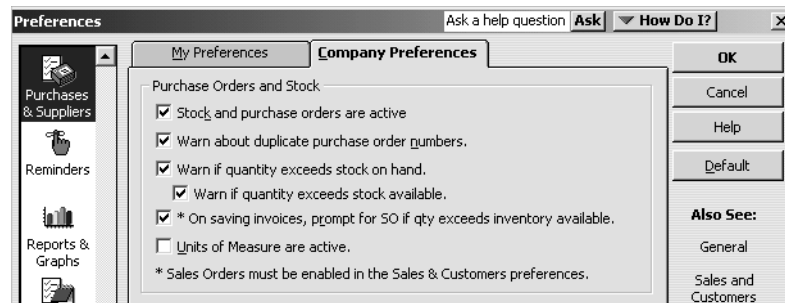 Preferences
Ask a help question Ask How Do I?
My Preferences
Company Preferences
OK
Cancel
Help
Default
Also See:
General
Sales and
Customers
Purchases
& Suppliers
Reminders
Reports &
Graphs
Purchase Orders and Stock
Stock and purchase orders are active
Warn about duplicate purchase order numbers.
Warn if quantity exceeds stock on hand.
Warn if quantity exceeds stock available.
* On saving invoices, prompt for SO if qty exceeds inventory available.
Units of Measure are active.
* Sales Orders must be enabled in the Sales & Customers preferences.